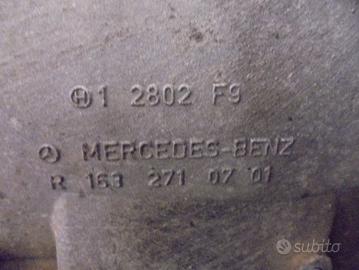 H 1 2802 F9
MERCEDES-BENZ
R 163 271 07 01
subito